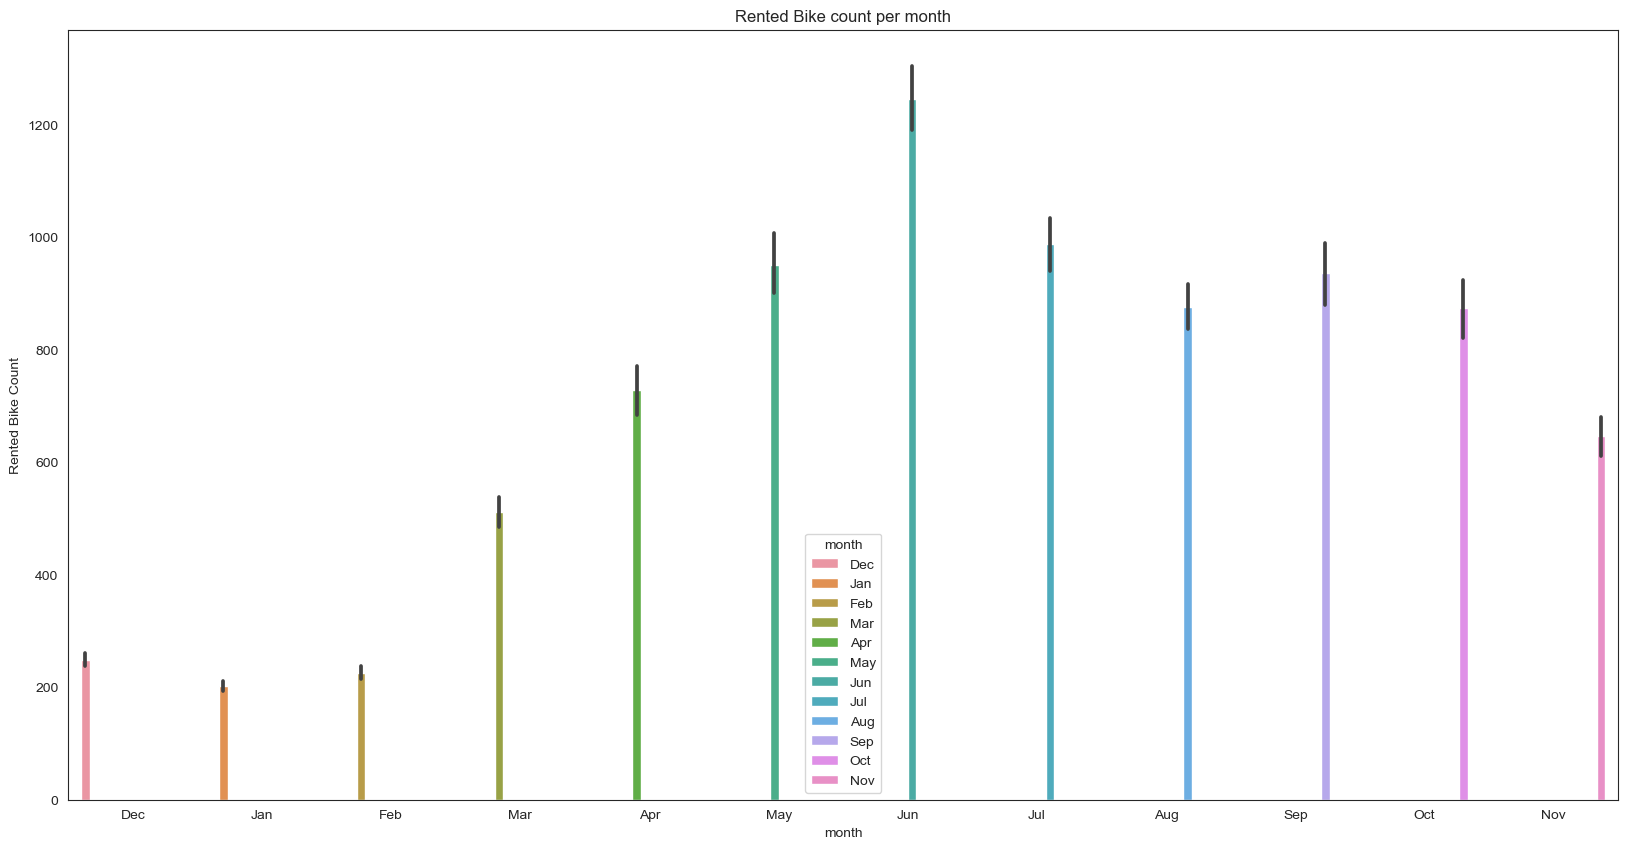 Rented Bike count per month
Rented Bike Count
1200
1000
800
600
400
200
0
month
Dec
Jan
Feb
Mar
Apr
May
Jun
Jul
Aug
Sep
Oct
Nov
Dec Jan Feb Mar Apr May Jun Jul Aug Sep Oct Nov
month